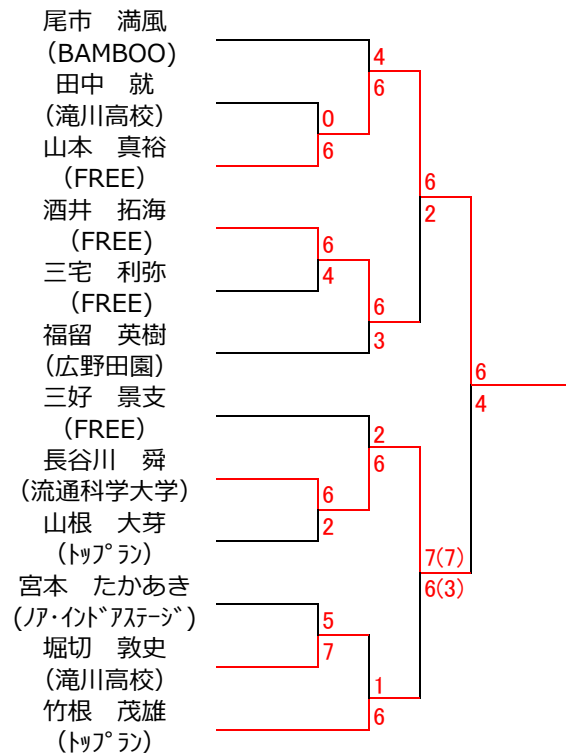 尾市　満風
（BAMBOO)
田中　就
(滝川高校)
山本　真裕
(FREE)
酒井　拓海
(FREE)
三宅　利弥
(FREE)
福留　英樹
(広野田園)
三好　景支
(FREE)
長谷川　舜
(流通科学大学)
山根　大芽
(ﾄｯﾌﾟﾗﾝ)
宮本　たかあき
(ﾉｱ･ｲﾝﾄﾞｱｽﾃｰｼﾞ)
堀切　敦史
(滝川高校)
竹根　茂雄
(ﾄｯﾌﾟﾗﾝ)
4
6
0
6
6
4
6
3
6
2
2
6
6
2
5
7
1
6
7(7)
6(3)
6
4